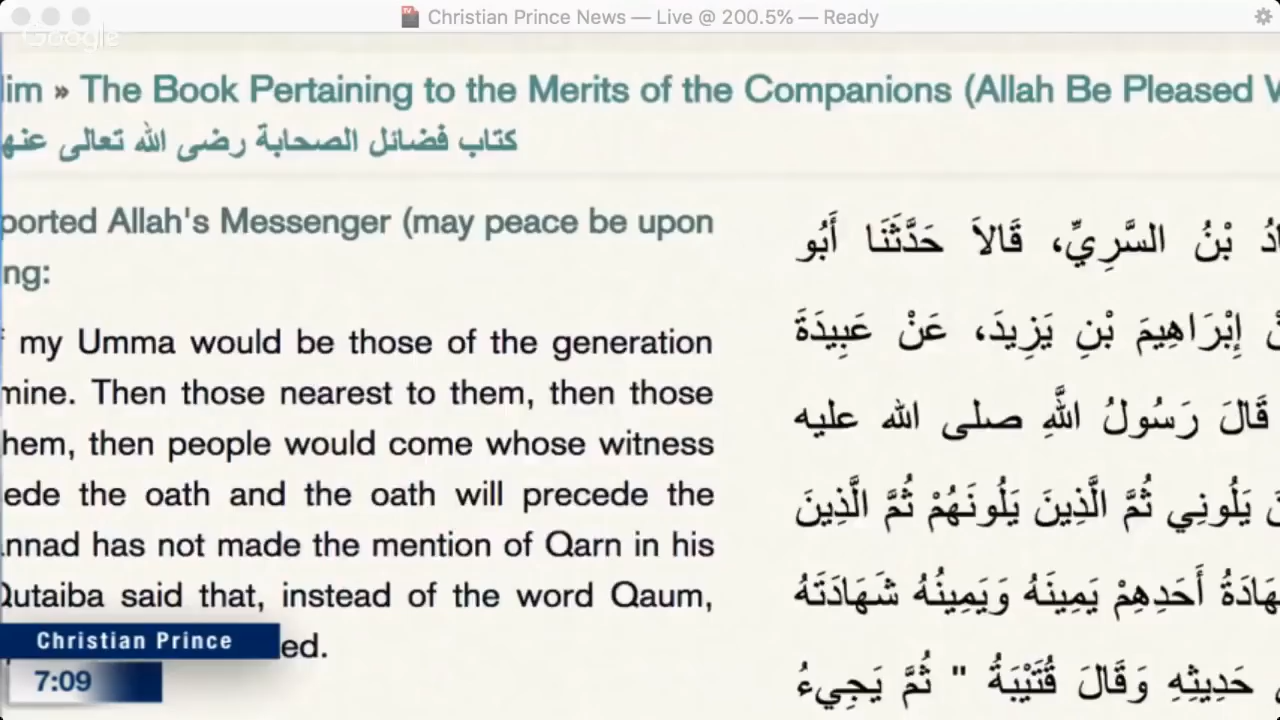 Christian Prince News — Live @ 200.5% — Ready
Google
lim » The Book Pertaining to the Merits of the Companions (Allah Be Pleased W
كتاب فضائل الصحابة رضى الله تعالى عنه
ported Allah's Messenger (may peace be upon
ng:
my Umma would be those of the generation
mine. Then those nearest to them, then those
hem, then people would come whose witness
ede the oath and the oath will precede the
nnad has not made the mention of Qarn in his
Qutaiba said that, instead of the word Qaum,
ed.
ادُ بْنُ السَّرِيِّ، قَالاَ حَدَّثَنَا أَبُو
إِبْرَاهِيمَ بْنِ يَزِيدَ، عَنْ عَبِيدَةَ
قَالَ رَسُولُ اللَّهِ صلى الله عليه
يَلُونِي ثُمَّ الَّذِينَ يَلُونَهُمْ ثُمَّ الَّذِينَ
هَادَةُ أَحَدِهِمْ يَمِينَهُ وَيَمِينُهُ شَهَادَتَهُ
حَدِيثِهِ وَقَالَ قُتَيْبَةُ " ثُمَّ يَجِيءُ
Christian Prince
7:09